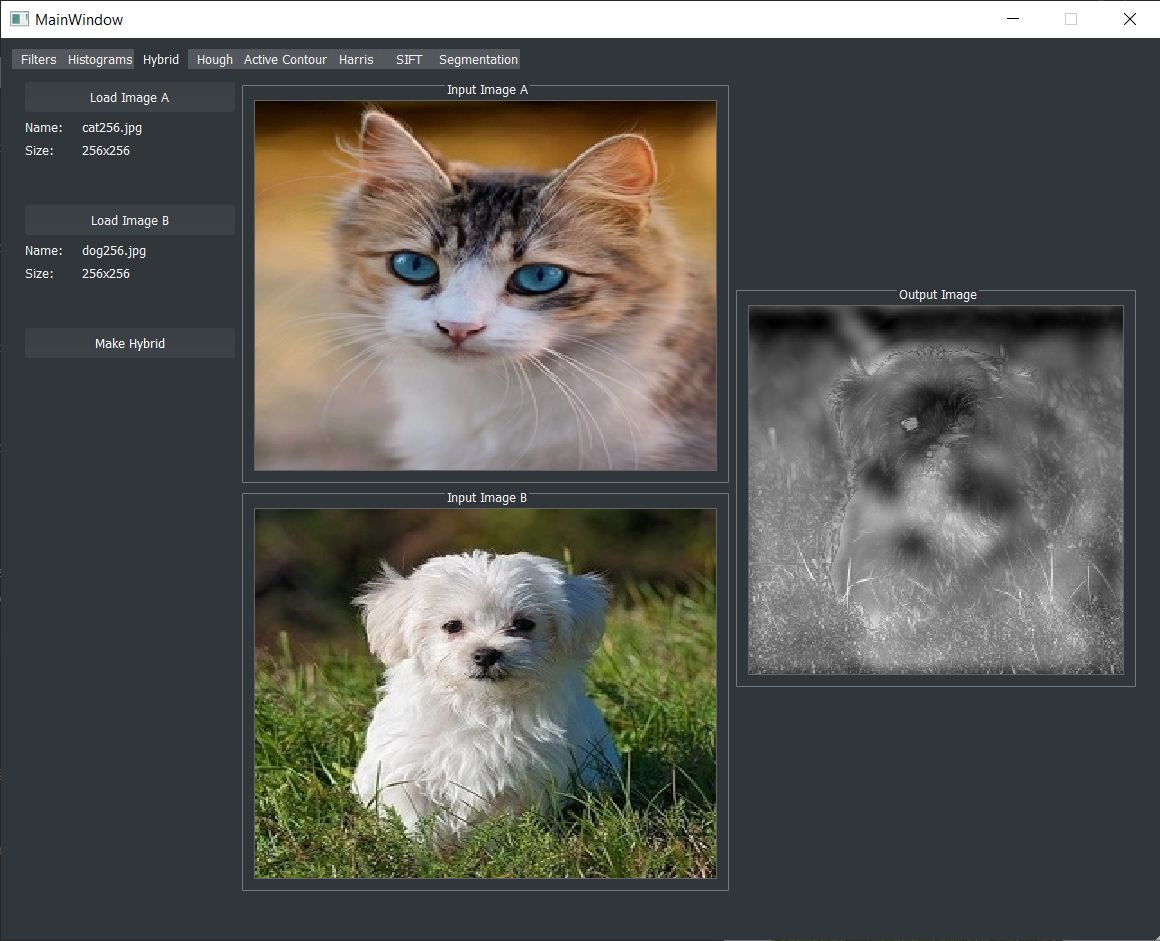 MainWindow
Filters Histograms Hybrid Hough Active Contour Harris SIFT Segmentation
Load Image A
Name: cat256.jpg
Size: 256x256
Load Image B
Name: dog256.jpg
Size: 256x256
Make Hybrid
Input Image A
Input Image B
Output Image